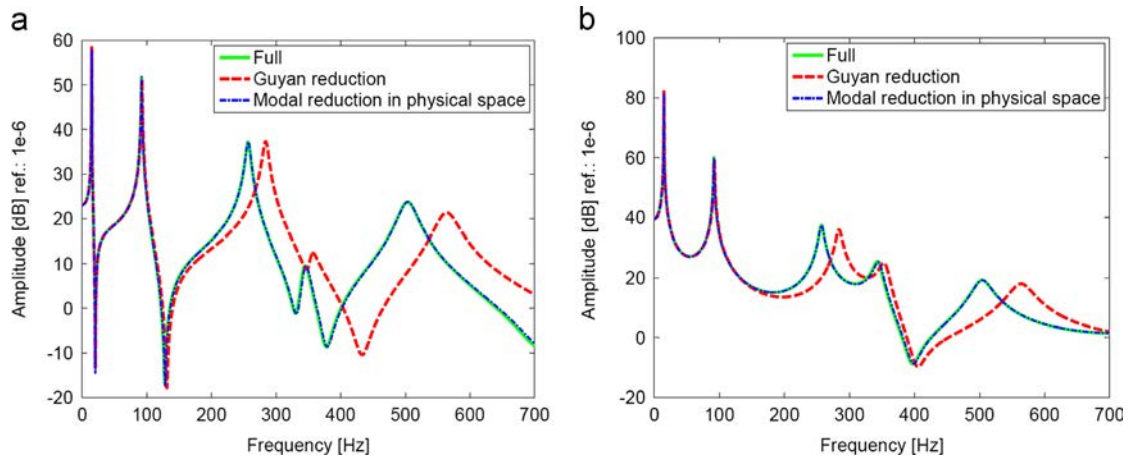 a
60
50
40
30
20
10
0
-10
-20
Amplitude [dB] ref.: 1e-6
0 100 200 300 400 500 600 700
Frequency [Hz]
Full
Guyan reduction
Modal reduction in physical space
b
100
80
60
40
20
0
-20
Amplitude [dB] ref.: 1e-6
0 100 200 300 400 500 600 700
Frequency [Hz]
Full
Guyan reduction
Modal reduction in physical space